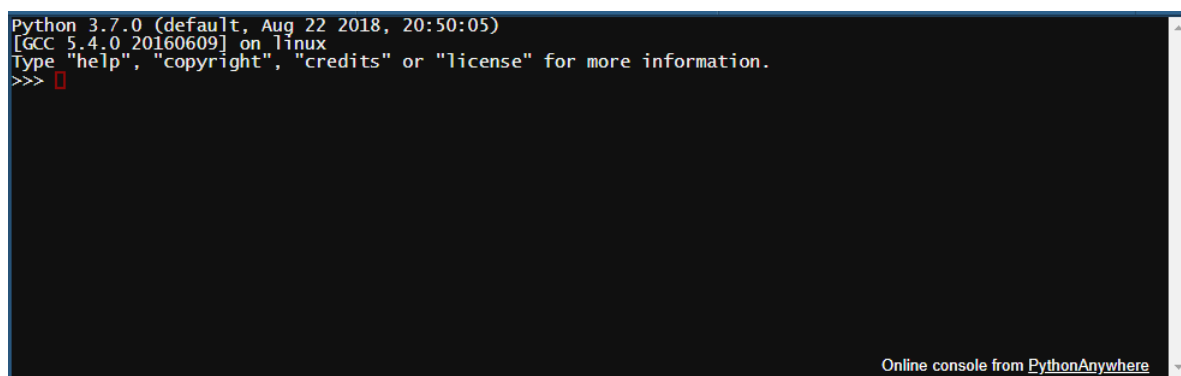 Python 3.7.0 (default, Aug 22 2018, 20:50:05)
[GCC 5.4.0 20160609] on linux
Type "help", "copyright", "credits" or "license" for more information.
>>>
Online console from PythonAnywhere